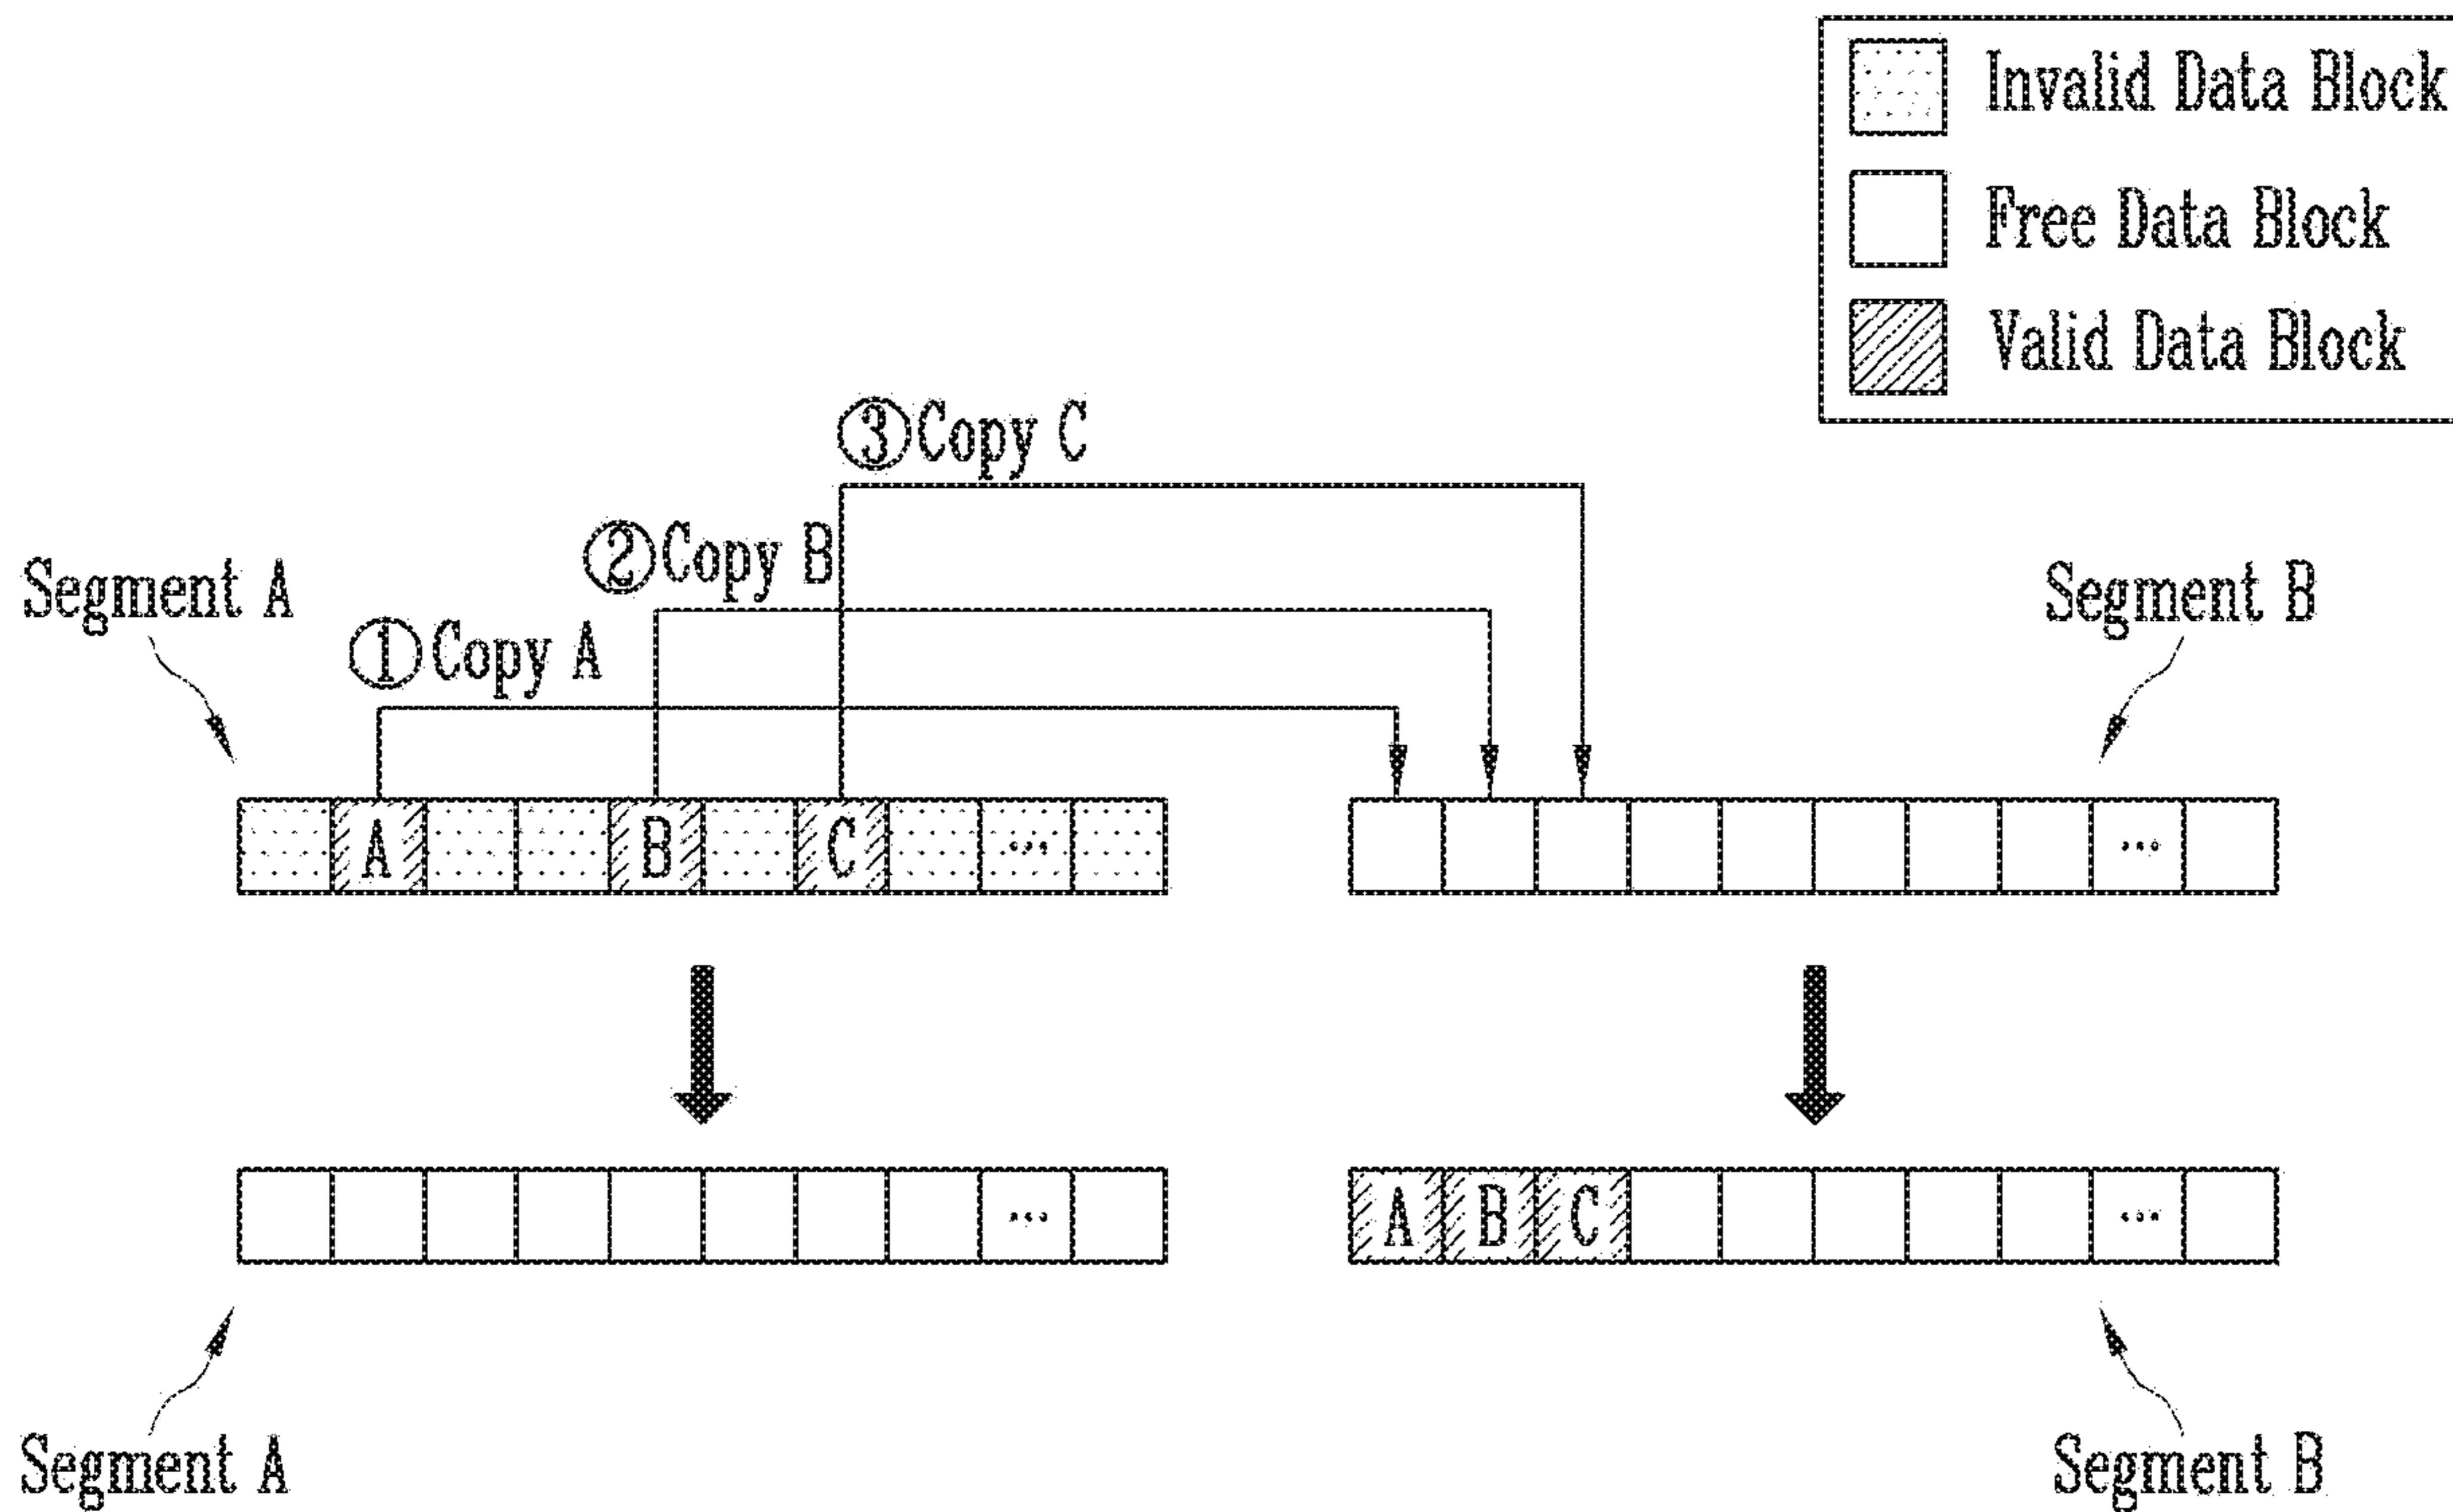 Invalid Data Block
Free Data Block
Valid Data Block
③Copy C
②Copy B
Segment A
Segment B
①Copy A
A B C ...
...
...
A B C ...
Segment A
Segment B